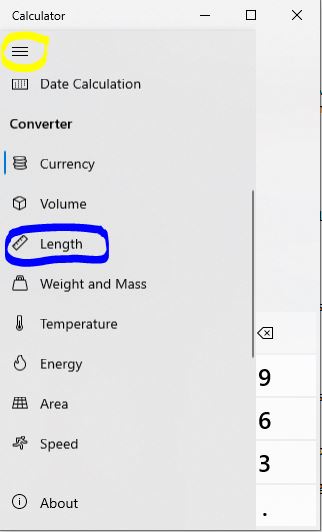 Calculator
Date Calculation
Converter
Currency
Volume
Length
Weight and Mass
Temperature
Energy
9
Area
6
Speed
3
About
.